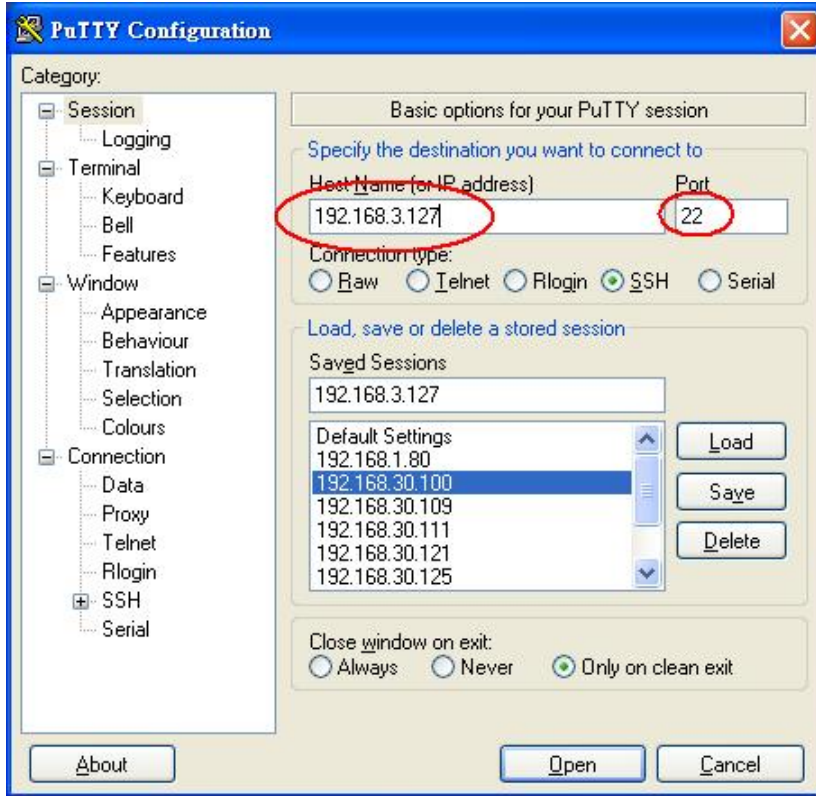 PuTTY Configuration
Category:
Session
Logging
Terminal
Keyboard
Bell
Features
Window
Appearance
Behaviour
Translation
Selection
Colours
Connection
Data
Proxy
Telnet
Rlogin
SSH
Serial
Basic options for your PuTTY session
Specify the destination you want to connect to
Host Name (or IP address) Port
192.168.3.127 22
Connection type:
Raw Telnet Rlogin SSH Serial
Load, save or delete a stored session
Saved Sessions
192.168.3.127
Default Settings
192.168.1.80
192.168.30.100
192.168.30.109
192.168.30.111
192.168.30.121
192.168.30.125
Load
Save
Delete
Close window on exit:
Always Never Only on clean exit
About Open Cancel